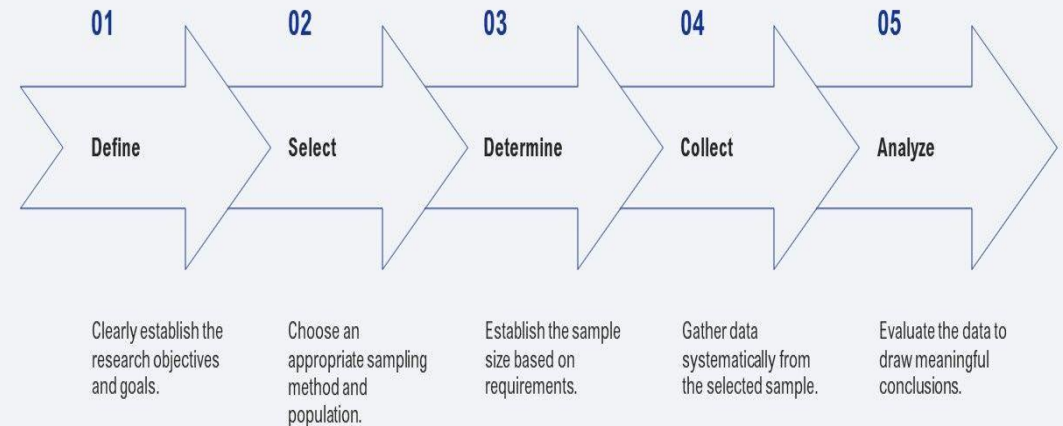 01
02
03
04
05
Define
Select
Determine
Collect
Analyze
Clearly establish the
research objectives
and goals.
Choose an
appropriate sampling
method and
population.
Establish the sample
size based on
requirements.
Gather data
systematically from
the selected sample.
Evaluate the data to
draw meaningful
conclusions.